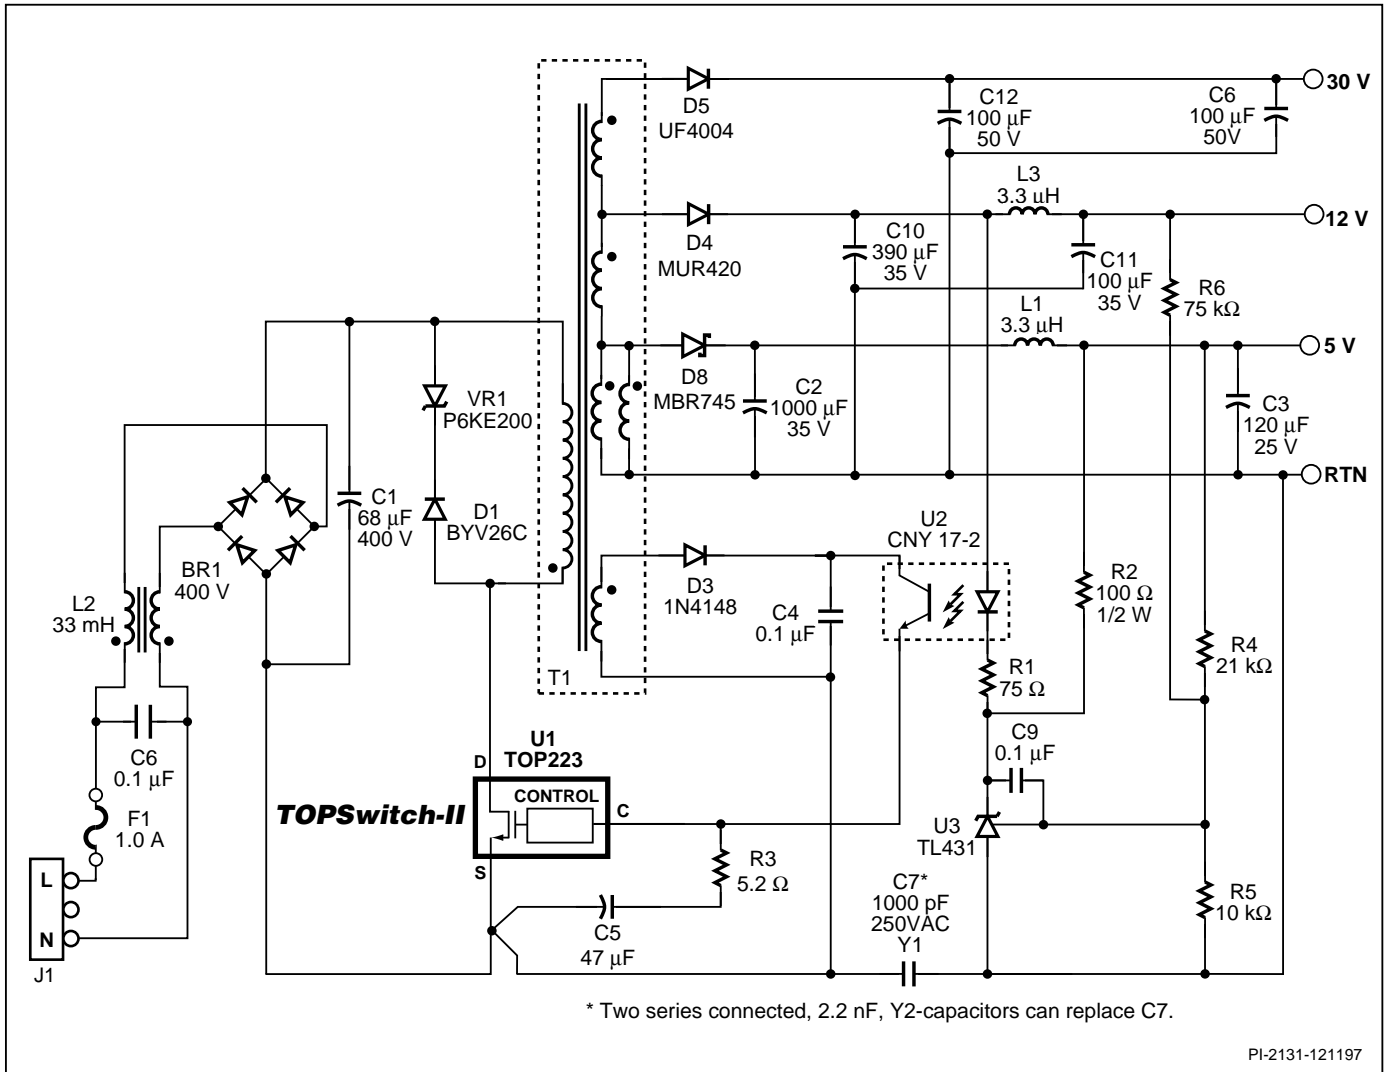 30 V
D5
UF4004
C12
100 µF
50 V
C6
100 µF
50V
L3
3.3 µH
12 V
D4
MUR420
C10
390 µF
35 V
C11
100 µF
35 V
R6
75 kΩ
L1
3.3 µH
5 V
D8
MBR745
C2
1000 µF
35 V
C3
120 µF
25 V
RTN
VR1
P6KE200
C1
68 µF
400 V
D1
BYV26C
BR1
400 V
L2
33 mH
U2
CNY 17-2
D3
1N4148
C4
0.1 µF
R2
100 Ω
1/2 W
R1
75 Ω
R4
21 kΩ
T1
C6
0.1 µF
F1
1.0 A
L
N
J1
U1
TOP223
D
CONTROL
C
S
TOPSwitch-II
C9
0.1 µF
U3
TL431
R3
5.2 Ω
C5
47 µF
C7*
1000 pF
250VAC
Y1
R5
10 kΩ
* Two series connected, 2.2 nF, Y2-capacitors can replace C7.
PI-2131-121197